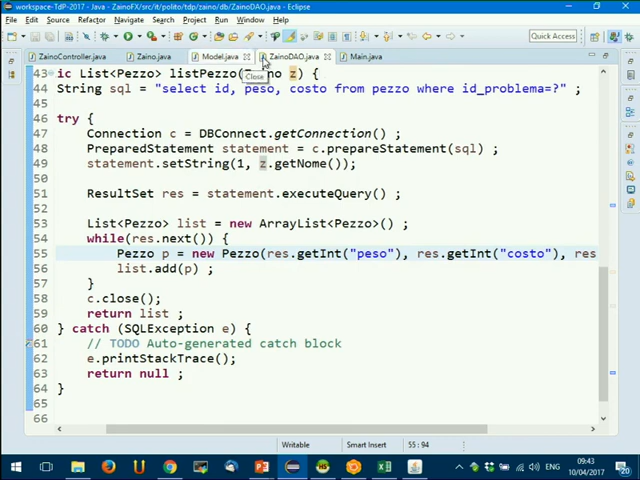 workspace-TdP-2017 - Java - ZainoFX/src/it/polito/tdp/zaino/db/ZainoDAO.java - Eclipse
File Edit Source Refactor Navigate Search Project Run Window Help
Quick Access
ZainoController.java Zaino.java Model.java ZainoDAO.java Main.java
Close
43 ic List<Pezzo> listPezzo( no z) {
44 String sql = "select id, peso, costo from pezzo where id_problema=?" ;
45
46 try {
47 Connection c = DBConnect.getConnection() ;
48 PreparedStatement statement = c.prepareStatement(sql) ;
49 statement.setString(1, z.getNome());
50
51 ResultSet res = statement.executeQuery() ;
52
53 List<Pezzo> list = new ArrayList<Pezzo>() ;
54 while(res.next()) {
55 Pezzo p = new Pezzo(res.getInt("peso"), res.getInt("costo"), res
56 list.add(p) ;
57 }
58 c.close();
59 return list ;
60 } catch (SQLException e) {
61 // TODO Auto-generated catch block
62 e.printStackTrace();
63 return null ;
64 }
65
66
Writable Smart Insert 55 : 94
ENG 09:43
10/04/2017
20